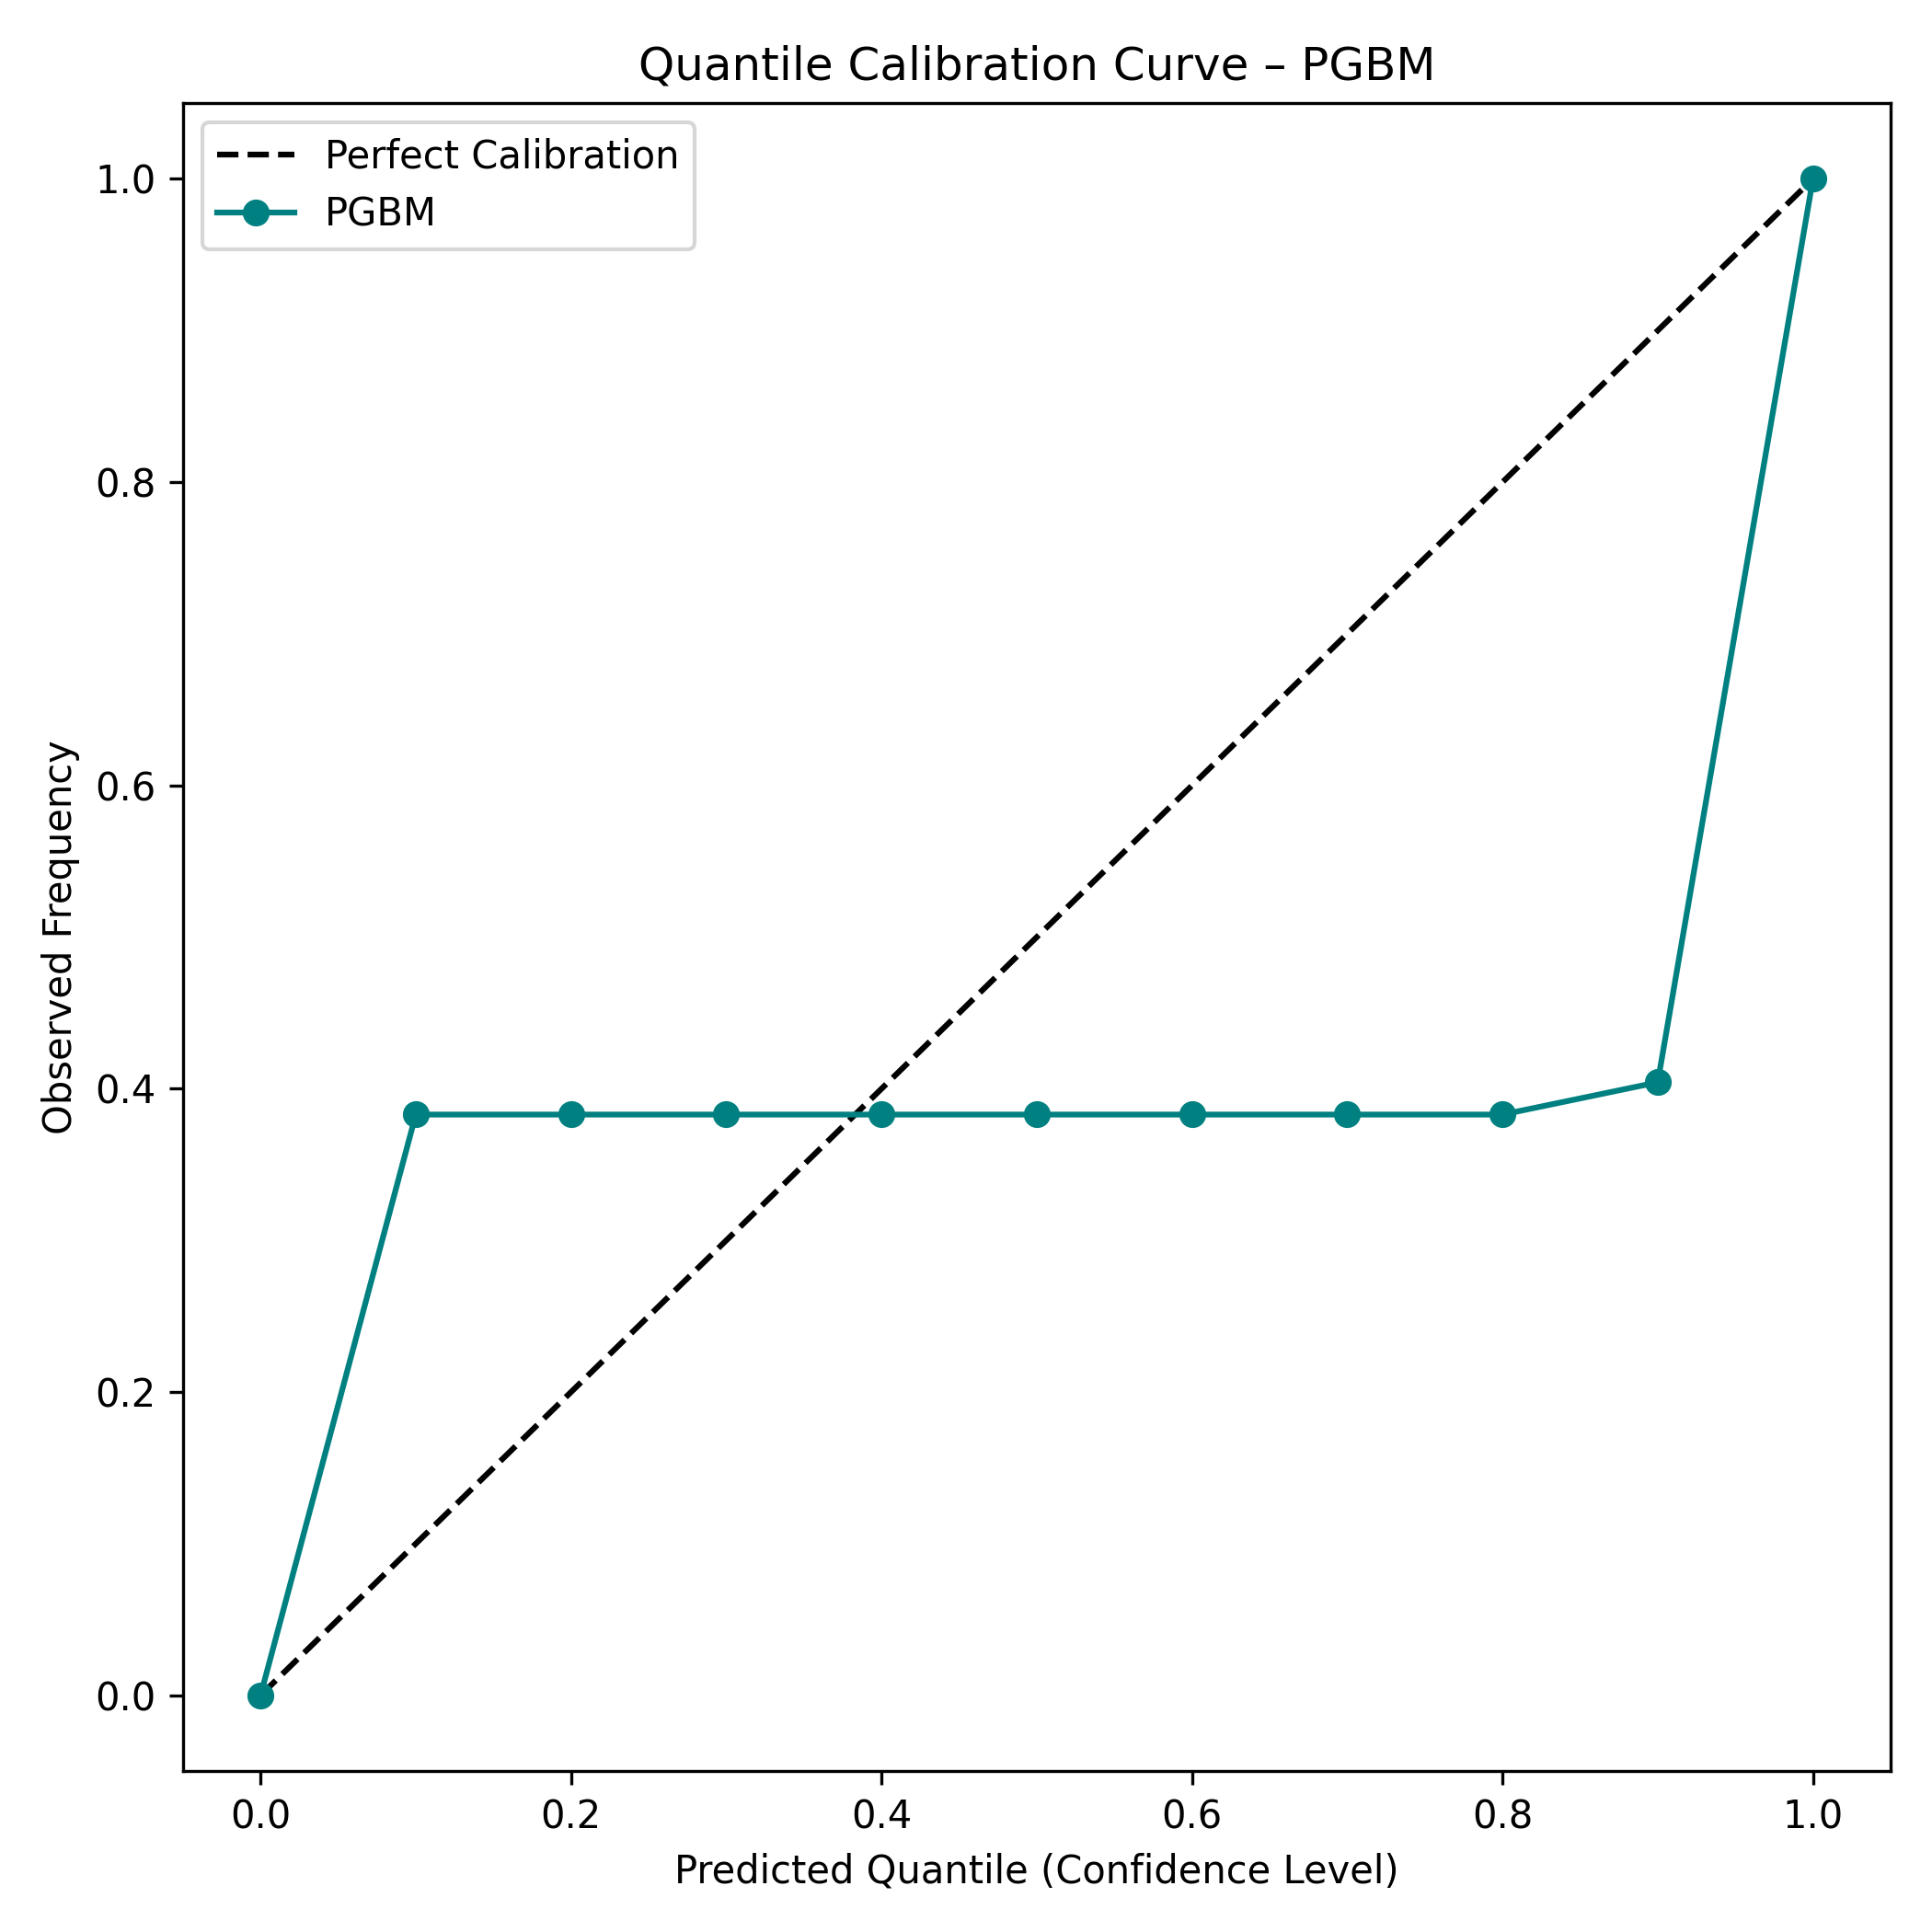 Quantile Calibration Curve – PGBM
Perfect Calibration
PGBM
1.0
0.8
0.6
0.4
0.2
0.0
Observed Frequency
0.0 0.2 0.4 0.6 0.8 1.0
Predicted Quantile (Confidence Level)